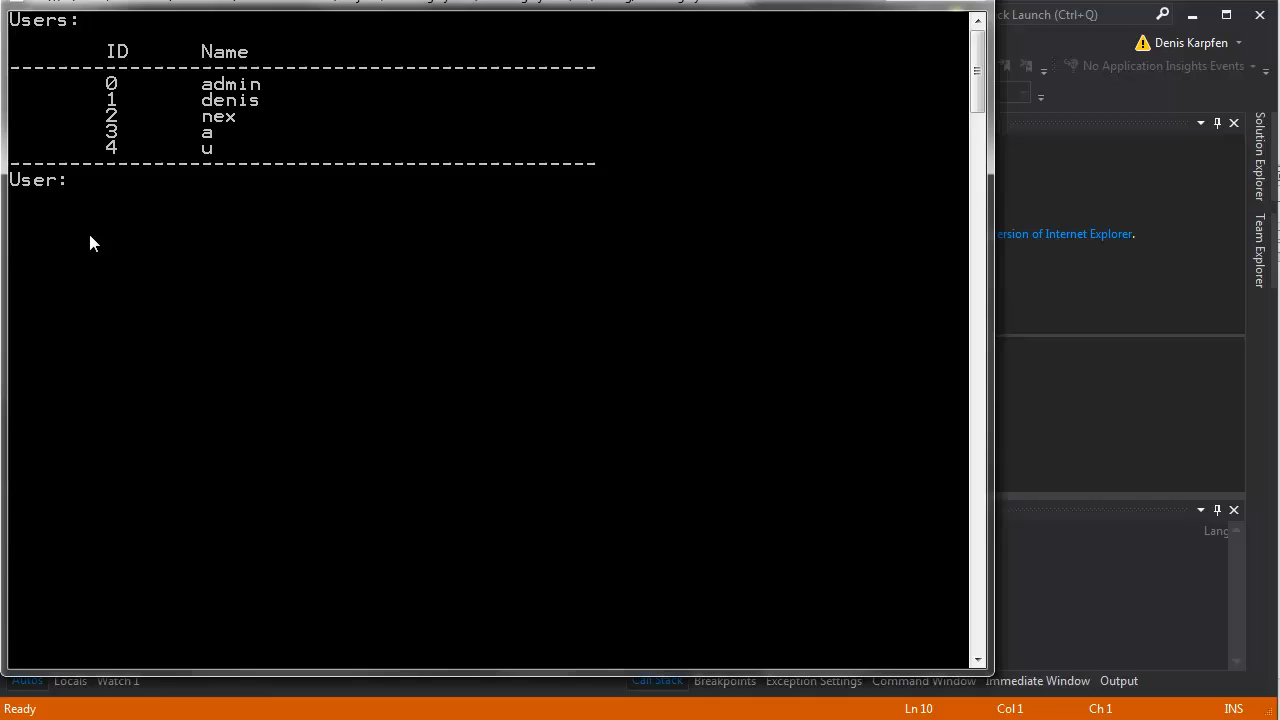 Users:
ID Name
0 admin
1 denis
2 nex
3 a
4 u
User:
ck Launch (Ctrl+Q)
Denis Karpfen
No Application Insights Events
Solution Explorer
Team Explorer
ersion of Internet Explorer.
Lang
Autos Locals Watch 1
Call Stack Breakpoints Exception Settings Command Window Immediate Window Output
Ready Ln 10 Col 1 Ch 1 INS